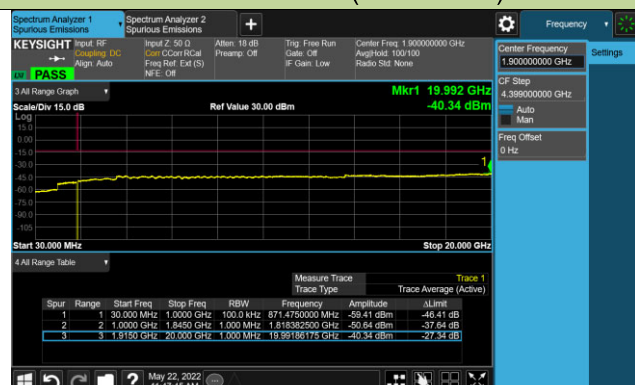 Spectrum Analyzer 1
Spurious Emissions
Spectrum Analyzer 2
Spurious Emissions
+
Frequency
KEYSIGHT
Input: RF
Coupling: DC
Align: Auto
Input Z: 50 Ω
Corr CCorr RCal
Freq Ref: Ext (S)
NFE: Off
Atten: 18 dB
Preamp: Off
Trig: Free Run
Gate: Off
IF Gain: Low
Center Freq: 1.900000000 GHz
Avg|Hold: 100/100
Radio Std: None
PASS
Center Frequency
1.900000000 GHz
Settings
CF Step
4.399000000 GHz
Auto
Man
Freq Offset
0 Hz
3 All Range Graph
Mkr1 19.992 GHz
Scale/Div 15.0 dB
Ref Value 30.00 dBm
-40.34 dBm
Log
15.0
0.00
-15.0
-30.0
-45.0
-60.0
-75.0
-90.0
-105
1
Start 30.000 MHz
Stop 20.000 GHz
4 All Range Table
Measure Trace Trace 1
Trace Type Trace Average (Active)
Spur Range Start Freq Stop Freq RBW Frequency Amplitude ΔLimit
1 1 30.000 MHz 1.0000 GHz 100.0 kHz 871.4750000 MHz -59.41 dBm -46.41 dB
2 2 1.0000 GHz 1.8450 GHz 1.000 MHz 1.818382500 GHz -50.64 dBm -37.64 dB
3 3 1.9150 GHz 20.000 GHz 1.000 MHz 19.99186175 GHz -40.34 dBm -27.34 dB
?
May 22, 2022